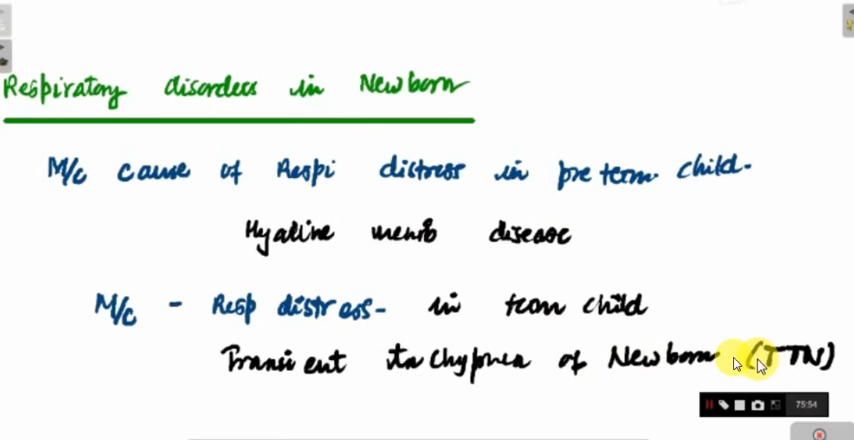 Respiratory disorders in Newborn
M/c cause of Respi distress in preterm child.
Hyaline memb disease
M/c - Resp distress- in term child
Transient tachypnea of Newborn (TTN)
75:54